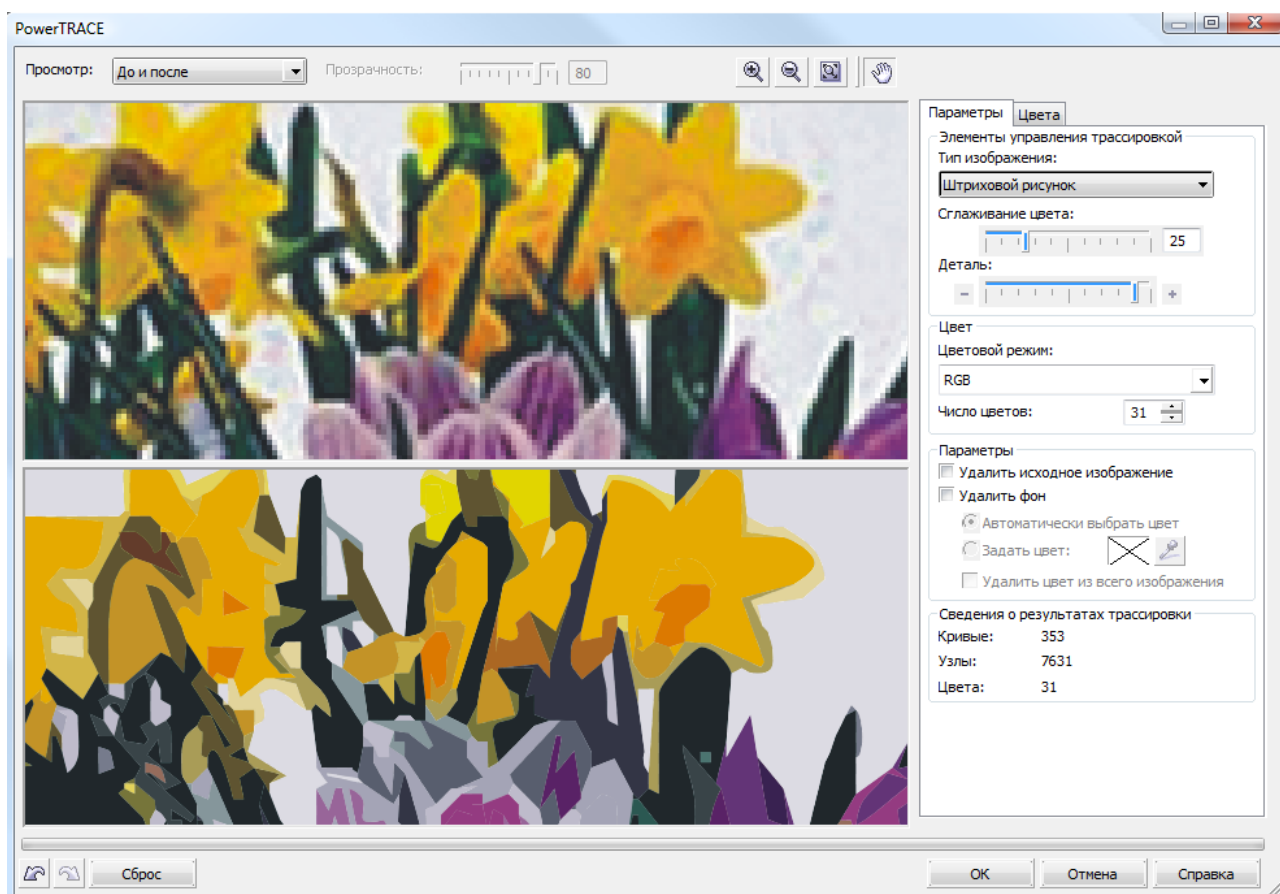 PowerTRACE
Просмотр: До и после Прозрачность: 80
Параметры Цвета
Элементы управления трассировкой
Тип изображения:
Штриховой рисунок
Сглаживание цвета:
25
Деталь:
Цвет
Цветовой режим:
RGB
Число цветов: 31
Параметры
Удалить исходное изображение
Удалить фон
Автоматически выбрать цвет
Задать цвет:
Удалить цвет из всего изображения
Сведения о результатах трассировки
Кривые: 353
Узлы: 7631
Цвета: 31
Сброс OK Отмена Справка